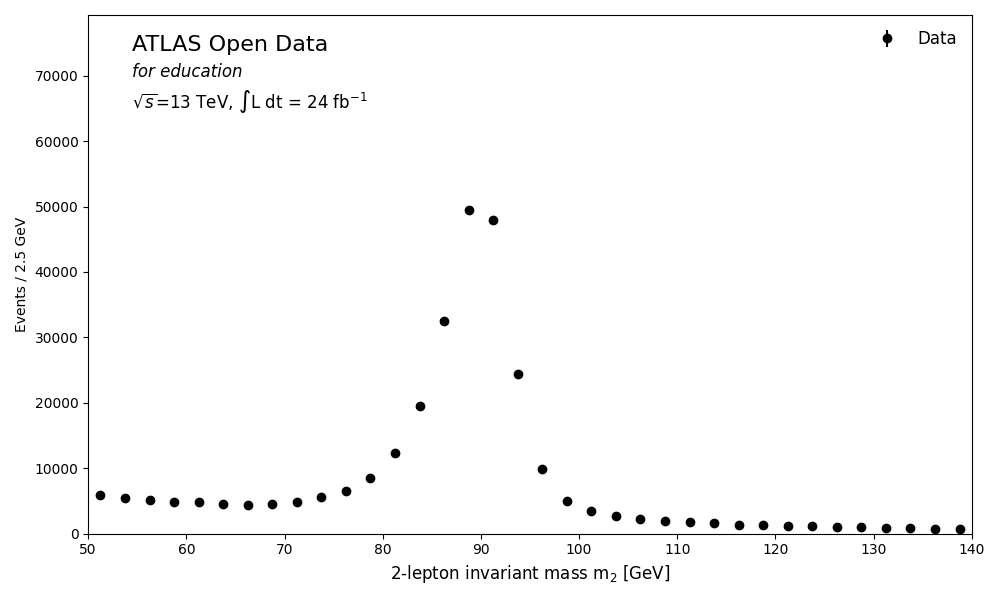 ATLAS Open Data
for education
√s=13 TeV, ∫L dt = 24 fb⁻¹
Data
Events / 2.5 GeV
70000
60000
50000
40000
30000
20000
10000
0
50 60 70 80 90 100 110 120 130 140
2-lepton invariant mass m₂ [GeV]